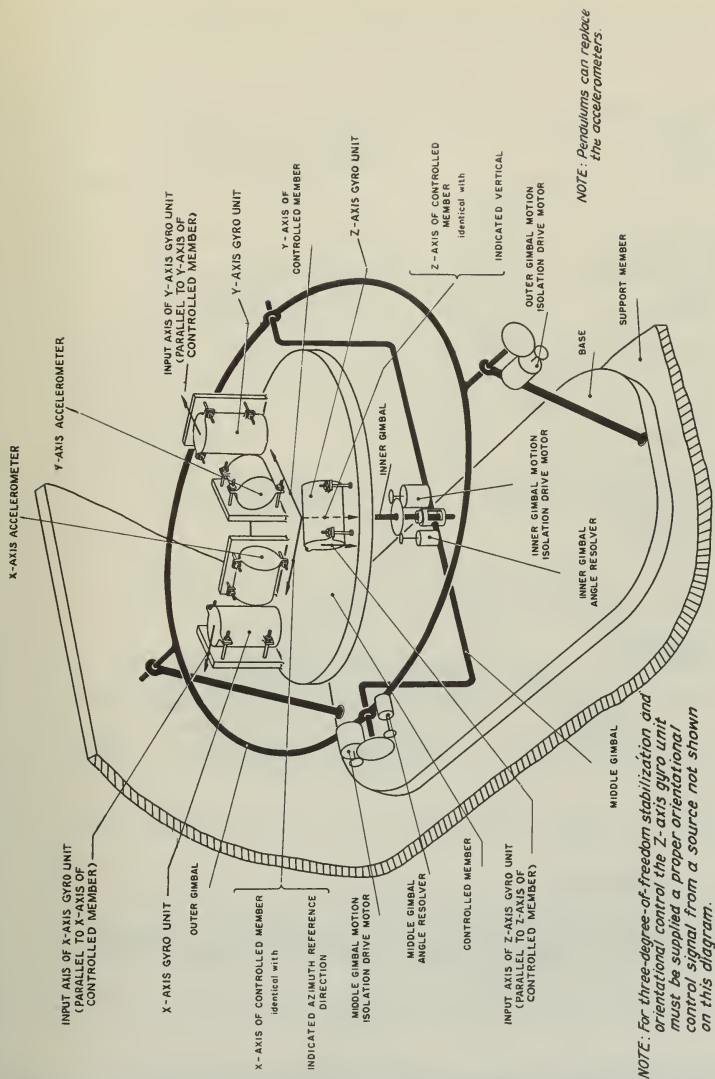 X-AXIS ACCELEROMETER
Y-AXIS ACCELEROMETER
INPUT AXIS OF Y-AXIS GYRO UNIT
(PARALLEL TO Y-AXIS OF
CONTROLLED MEMBER)
Y-AXIS GYRO UNIT
Y-AXIS OF
CONTROLLED MEMBER
Z-AXIS GYRO UNIT
Z-AXIS OF CONTROLLED
MEMBER
identical with
INDICATED VERTICAL
OUTER GIMBAL MOTION
ISOLATION DRIVE MOTOR
BASE
SUPPORT MEMBER
NOTE: Pendulums can replace
the accelerometers.
INNER GIMBAL
INNER GIMBAL MOTION
ISOLATION DRIVE MOTOR
INNER GIMBAL
ANGLE RESOLVER
MIDDLE GIMBAL
INPUT AXIS OF X-AXIS GYRO UNIT
(PARALLEL TO X-AXIS OF
CONTROLLED MEMBER)
X-AXIS GYRO UNIT
OUTER GIMBAL
X-AXIS OF CONTROLLED MEMBER
identical with
INDICATED AZIMUTH REFERENCE
DIRECTION
MIDDLE GIMBAL MOTION
ISOLATION DRIVE MOTOR
MIDDLE GIMBAL
ANGLE RESOLVER
CONTROLLED MEMBER
INPUT AXIS OF Z-AXIS GYRO UNIT
(PARALLEL TO Z-AXIS OF
CONTROLLED MEMBER)
NOTE: For three-degree-of-freedom stabilization and
orientational control the Z-axis gyro unit
must be supplied a proper orientational
control signal from a source not shown
on this diagram.